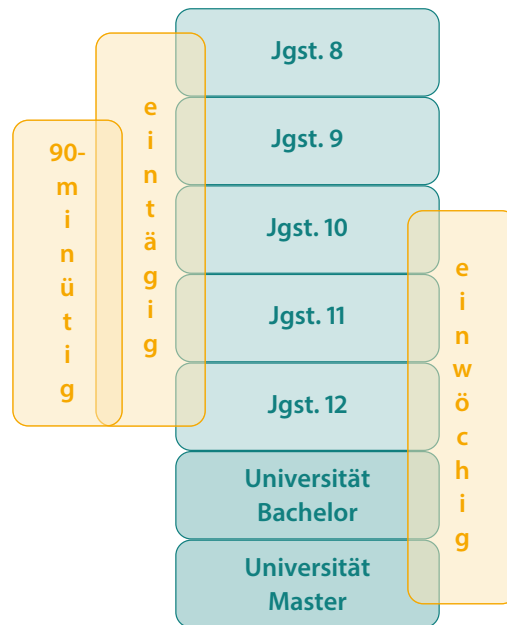 Jgst. 8
Jgst. 9
Jgst. 10
Jgst. 11
Jgst. 12
Universität
Bachelor
Universität
Master
90-
m
i
n
ü
t
i
g
e
i
n
t
ä
g
i
g
e
i
n
w
ö
c
h
i
g